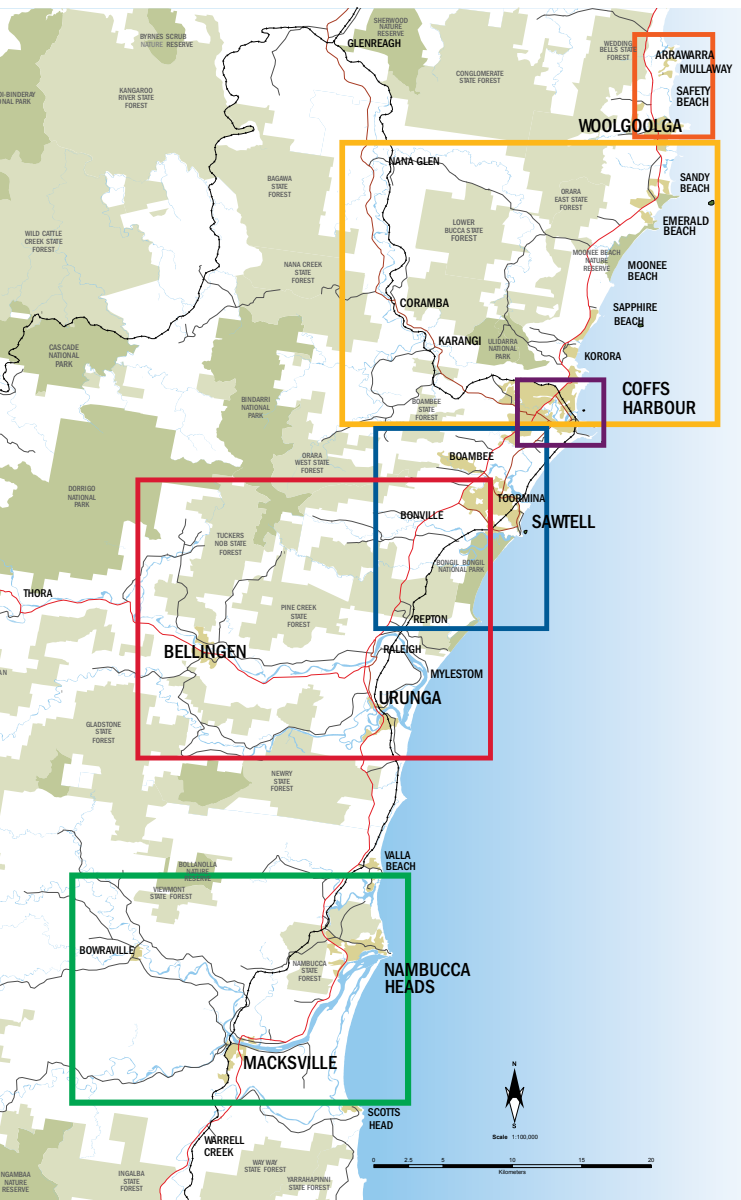 SHERWOOD
NATURE
RESERVE
GLENREAGH
BYRNES SCRUB
NATURE RESERVE
WEDDING
BELLS STATE
FOREST
ARRAWARRA
MULLAWAY
CONGLOMERATE
STATE FOREST
KANGAROO
RIVER STATE
FOREST
DI-BINDERAY
NAL PARK
SAFETY
BEACH
WOOLGOOLGA
NANA GLEN
BAGAWA
STATE
FOREST
SANDY
BEACH
ORARA
EAST STATE
FOREST
EMERALD
BEACH
LOWER
BUCCA STATE
FOREST
WILD CATTLE
CREEK STATE
FOREST
MOONEE BEACH
NATURE
RESERVE
MOONEE
BEACH
NANA CREEK
STATE
FOREST
CORAMBA
SAPPHIRE
BEACH
KARANGI
ULIDARRA
NATIONAL
PARK
KORORA
CASCADE
NATIONAL
PARK
COFFS
HARBOUR
BINDARRI
NATIONAL
PARK
BOAMBEE
STATE
FOREST
ORARA
WEST STATE
FOREST
BOAMBEE
DORRIGO
NATIONAL
PARK
TOORMINA
BONVILLE
SAWTELL
TUCKERS
NOB STATE
FOREST
BONGIL BONGIL
NATIONAL PARK
THORA
PINE CREEK
STATE
FOREST
REPTON
BELLINGEN
RALEIGH
MYLESTOM
AN
URUNGA
GLADSTONE
STATE
FOREST
NEWRY
STATE
FOREST
VALLA
BEACH
BOLLANOLLA
NATURE
RESERVE
VIEWMONT
STATE FOREST
BOWRAVILLE
NAMBUCCA
STATE
FOREST
NAMBUCCA
HEADS
MACKSVILLE
N
S
Scale 1:100,000
SCOTTS
HEAD
WARRELL
CREEK
WAY WAY
STATE FOREST
YARRAHAPINNI
STATE FOREST
INGALBA
STATE
FOREST
NGAMBAA
NATURE
RESERVE
0 2.5 5 10 15 20
Kilometers